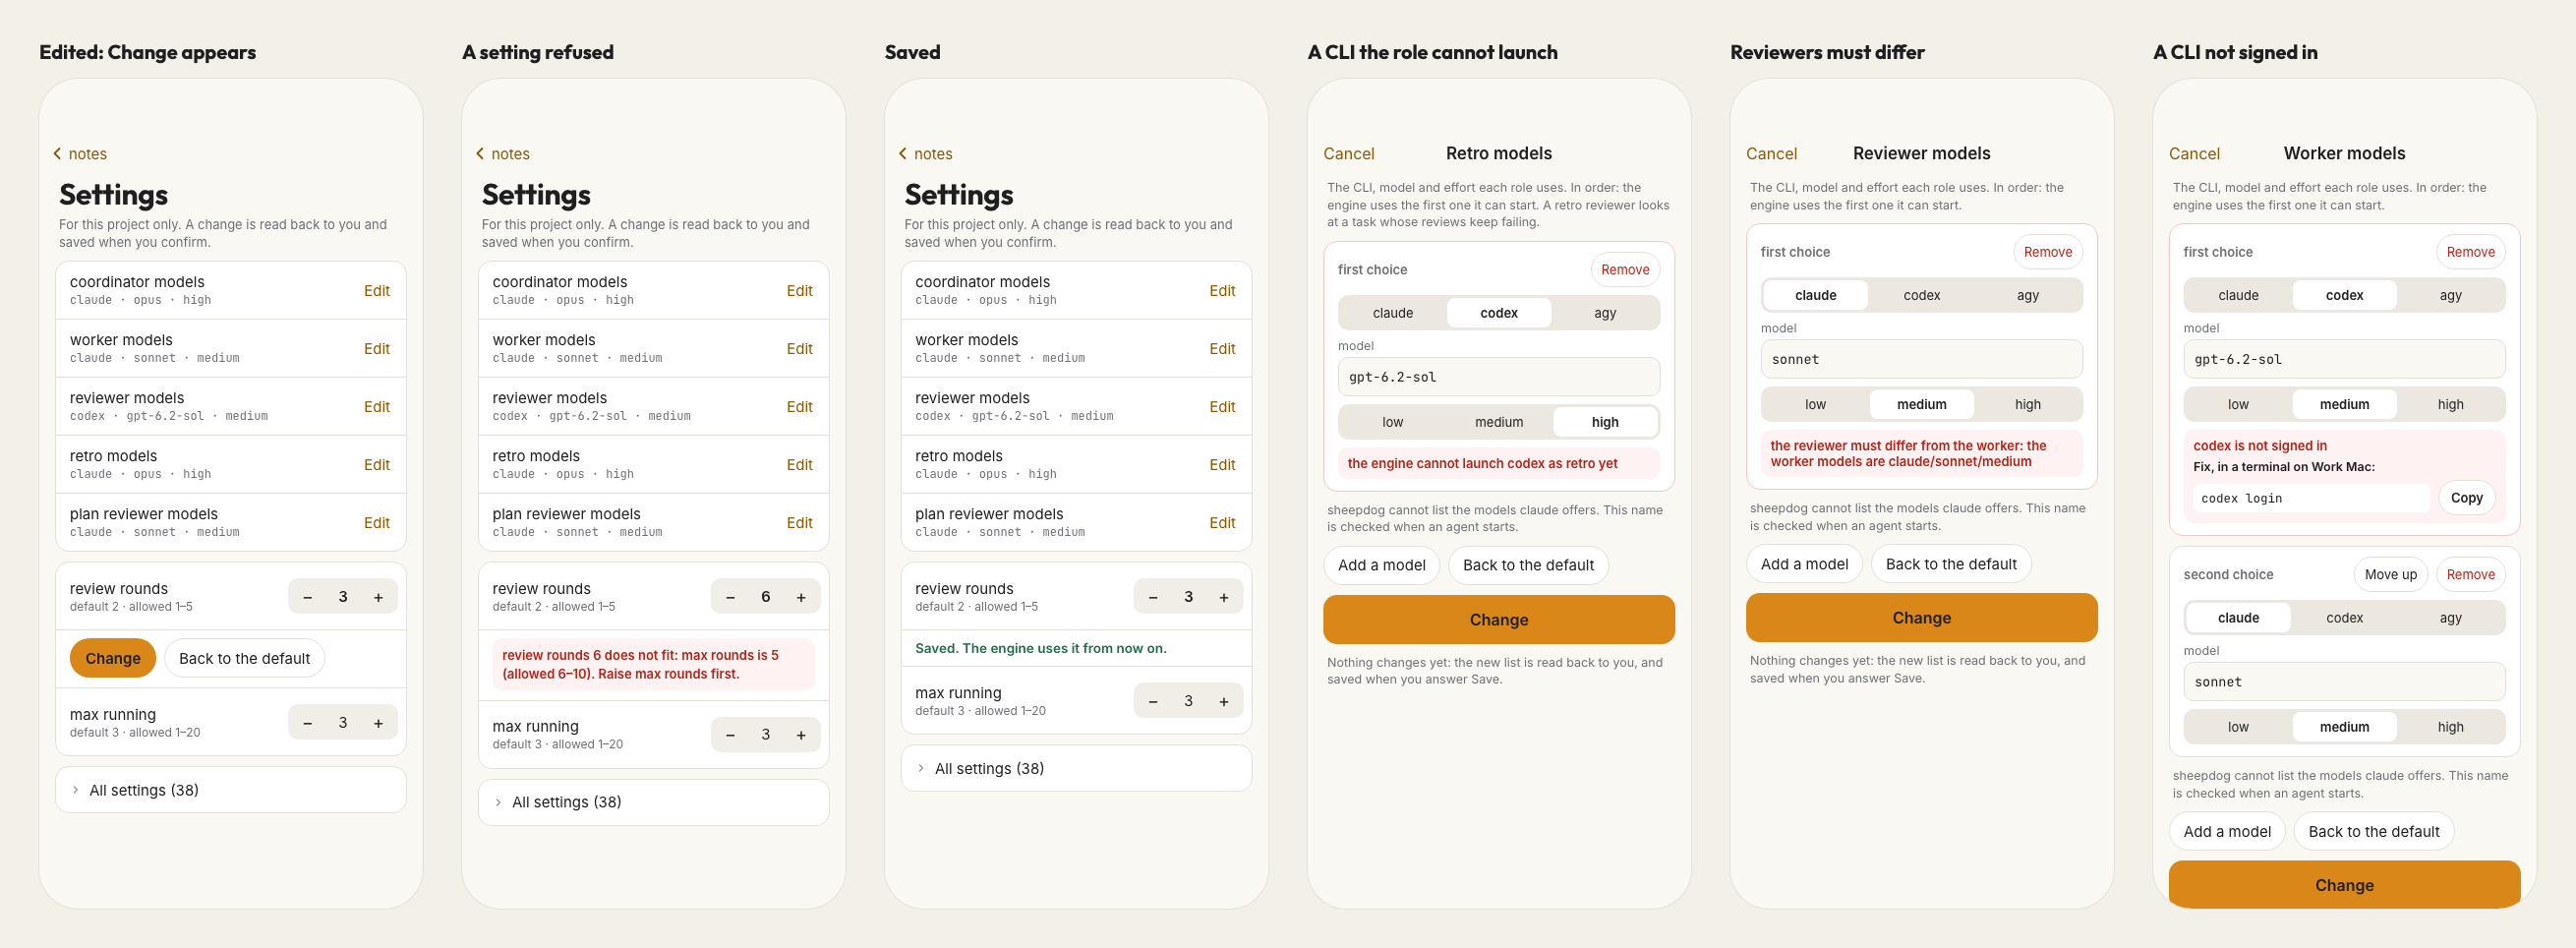 Edited: Change appears
notes
Settings
For this project only. A change is read back to you and
saved when you confirm.
coordinator models
claude · opus · high
Edit
worker models
claude · sonnet · medium
Edit
reviewer models
codex · gpt-6.2-sol · medium
Edit
retro models
claude · opus · high
Edit
plan reviewer models
claude · sonnet · medium
Edit
review rounds
default 2 · allowed 1–5
− 3 +
Change
Back to the default
max running
default 3 · allowed 1–20
− 3 +
All settings (38)
A setting refused
notes
Settings
For this project only. A change is read back to you and
saved when you confirm.
coordinator models
claude · opus · high
Edit
worker models
claude · sonnet · medium
Edit
reviewer models
codex · gpt-6.2-sol · medium
Edit
retro models
claude · opus · high
Edit
plan reviewer models
claude · sonnet · medium
Edit
review rounds
default 2 · allowed 1–5
− 6 +
review rounds 6 does not fit: max rounds is 5
(allowed 6–10). Raise max rounds first.
max running
default 3 · allowed 1–20
− 3 +
All settings (38)
Saved
notes
Settings
For this project only. A change is read back to you and
saved when you confirm.
coordinator models
claude · opus · high
Edit
worker models
claude · sonnet · medium
Edit
reviewer models
codex · gpt-6.2-sol · medium
Edit
retro models
claude · opus · high
Edit
plan reviewer models
claude · sonnet · medium
Edit
review rounds
default 2 · allowed 1–5
− 3 +
Saved. The engine uses it from now on.
max running
default 3 · allowed 1–20
− 3 +
All settings (38)
A CLI the role cannot launch
Cancel
Retro models
The CLI, model and effort each role uses. In order: the
engine uses the first one it can start. A retro reviewer looks
at a task whose reviews keep failing.
first choice
Remove
claude codex agy
model
gpt-6.2-sol
low medium high
the engine cannot launch codex as retro yet
sheepdog cannot list the models claude offers. This name
is checked when an agent starts.
Add a model
Back to the default
Change
Nothing changes yet: the new list is read back to you, and
saved when you answer Save.
Reviewers must differ
Cancel
Reviewer models
The CLI, model and effort each role uses. In order: the
engine uses the first one it can start.
first choice
Remove
claude codex agy
model
sonnet
low medium high
the reviewer must differ from the worker: the
worker models are claude/sonnet/medium
sheepdog cannot list the models claude offers. This name
is checked when an agent starts.
Add a model
Back to the default
Change
Nothing changes yet: the new list is read back to you, and
saved when you answer Save.
A CLI not signed in
Cancel
Worker models
The CLI, model and effort each role uses. In order: the
engine uses the first one it can start.
first choice
Remove
claude codex agy
model
gpt-6.2-sol
low medium high
codex is not signed in
Fix, in a terminal on Work Mac:
codex login
Copy
second choice
Move up
Remove
claude codex agy
model
sonnet
low medium high
sheepdog cannot list the models claude offers. This name
is checked when an agent starts.
Add a model
Back to the default
Change